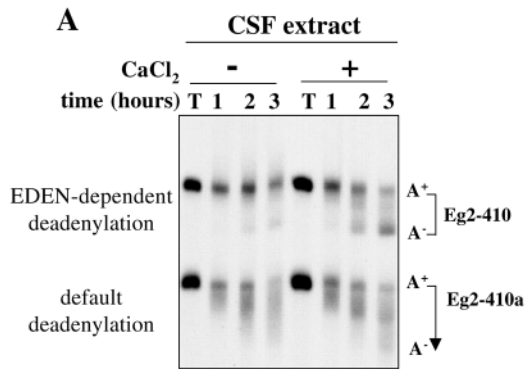 A
CSF extract
CaCl2 - +
time (hours) T 1 2 3 T 1 2 3
EDEN-dependent
deadenylation
A+
Eg2-410
A-
default
deadenylation
A+
Eg2-410a
A-